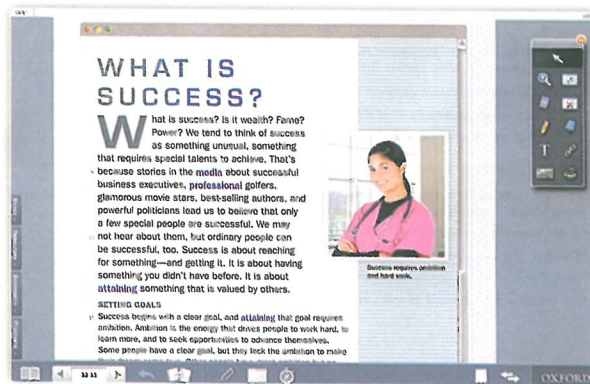 WHAT IS
SUCCESS?
What is success? Is it wealth? Fame?
Power? We tend to think of success
as something unusual, something
that requires special talents to achieve. That's
because stories in the media about successful
business executives, professional golfers,
glamorous movie stars, best-selling authors, and
powerful politicians lead us to believe that only
a few special people are successful. We may
not hear about them, but ordinary people can
be successful, too. Success is about reaching
for something—and getting it. It is about having
something you didn't have before. It is about
attaining something that is valued by others.
Success requires ambition
and hard work.
SETTING GOALS
Success begins with a clear goal, and attaining that goal requires
ambition. Ambition is the energy that drives people to work hard, to
learn more, and to seek opportunities to advance themselves.
Some people have a clear goal, but they lack the ambition to make
T
OXFORD